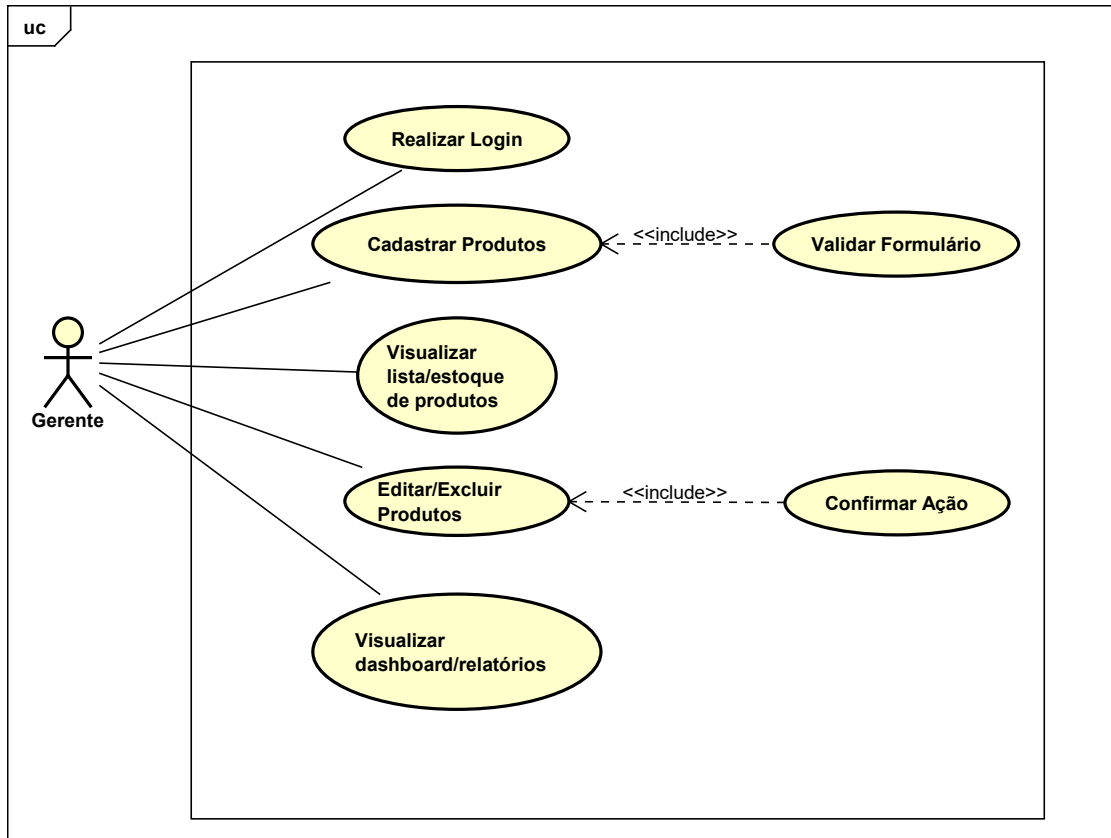 uc
Realizar Login
Cadastrar Produtos
<<include>>
Validar Formulário
Visualizar
lista/estoque
de produtos
Gerente
Editar/Excluir
Produtos
<<include>>
Confirmar Ação
Visualizar
dashboard/relatórios